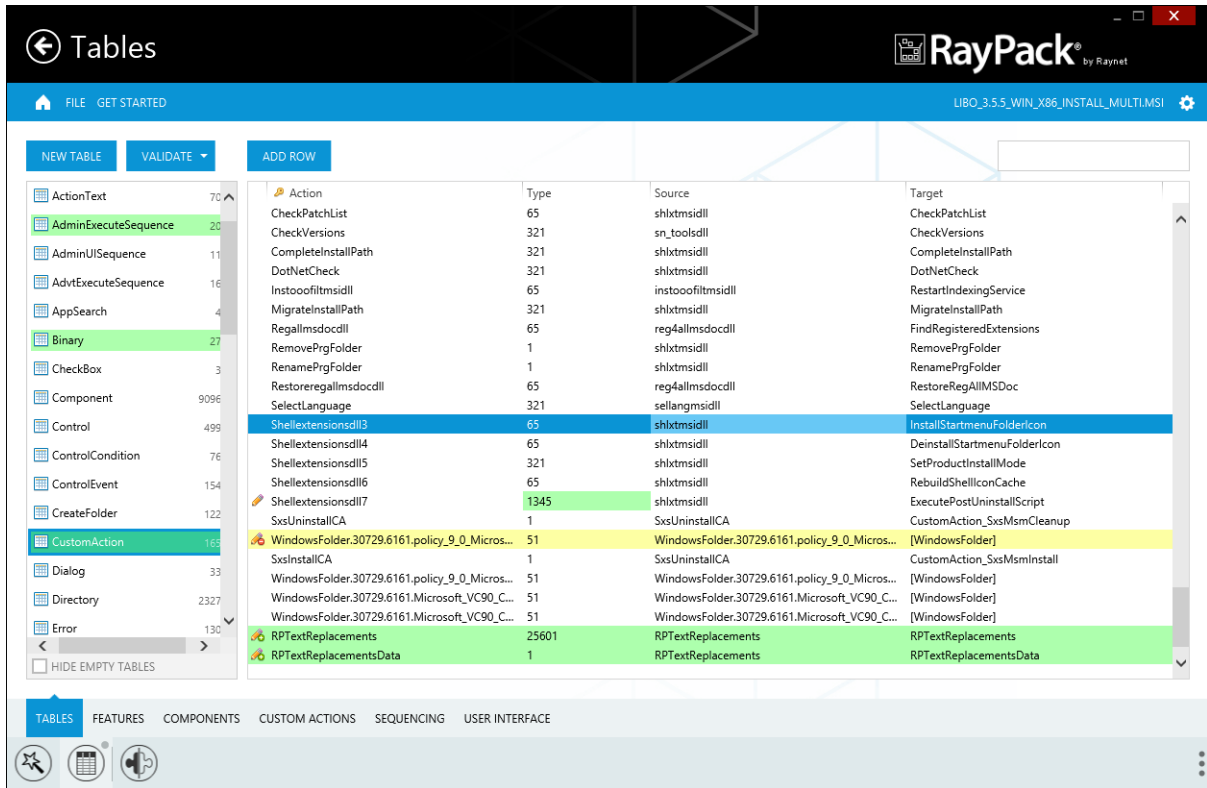 Tables
RayPack® by Raynet
FILE GET STARTED LIBO_3.5.5_WIN_X86_INSTALL_MULTI.MSI
NEW TABLE VALIDATE ADD ROW
Action Type Source Target
ActionText 70
AdminExecuteSequence 20
AdminUISequence 11
AdvtExecuteSequence 16
AppSearch 4
Binary 27
CheckBox 3
Component 9096
Control 499
ControlCondition 76
ControlEvent 154
CreateFolder 122
CustomAction 165
Dialog 33
Directory 2327
Error 130
HIDE EMPTY TABLES
CheckPatchList 65 shlxtmsidll CheckPatchList
CheckVersions 321 sn_toolsdll CheckVersions
CompleteInstallPath 321 shlxtmsidll CompleteInstallPath
DotNetCheck 321 shlxtmsidll DotNetCheck
Instooofiltmsidll 65 instooofiltmsidll RestartIndexingService
MigrateInstallPath 321 shlxtmsidll MigrateInstallPath
Regallmsdocdll 65 reg4allmsdocdll FindRegisteredExtensions
RemovePrgFolder 1 shlxtmsidll RemovePrgFolder
RenamePrgFolder 1 shlxtmsidll RenamePrgFolder
Restoreregallmsdocdll 65 reg4allmsdocdll RestoreRegAllMSDoc
SelectLanguage 321 sellangmsidll SelectLanguage
Shellextensionsdll3 65 shlxtmsidll InstallStartmenuFolderIcon
Shellextensionsdll4 65 shlxtmsidll DeinstallStartmenuFolderIcon
Shellextensionsdll5 321 shlxtmsidll SetProductInstallMode
Shellextensionsdll6 65 shlxtmsidll RebuildShellIconCache
Shellextensionsdll7 1345 shlxtmsidll ExecutePostUninstallScript
SxsUninstallCA 1 SxsUninstallCA CustomAction_SxsMsmCleanup
WindowsFolder.30729.6161.policy_9_0_Micros... 51 WindowsFolder.30729.6161.policy_9_0_Micros... [WindowsFolder]
SxsInstallCA 1 SxsUninstallCA CustomAction_SxsMsmInstall
WindowsFolder.30729.6161.policy_9_0_Micros... 51 WindowsFolder.30729.6161.policy_9_0_Micros... [WindowsFolder]
WindowsFolder.30729.6161.Microsoft_VC90_C... 51 WindowsFolder.30729.6161.Microsoft_VC90_C... [WindowsFolder]
WindowsFolder.30729.6161.Microsoft_VC90_C... 51 WindowsFolder.30729.6161.Microsoft_VC90_C... [WindowsFolder]
RPTextReplacements 25601 RPTextReplacements RPTextReplacements
RPTextReplacementsData 1 RPTextReplacements RPTextReplacementsData
TABLES FEATURES COMPONENTS CUSTOM ACTIONS SEQUENCING USER INTERFACE